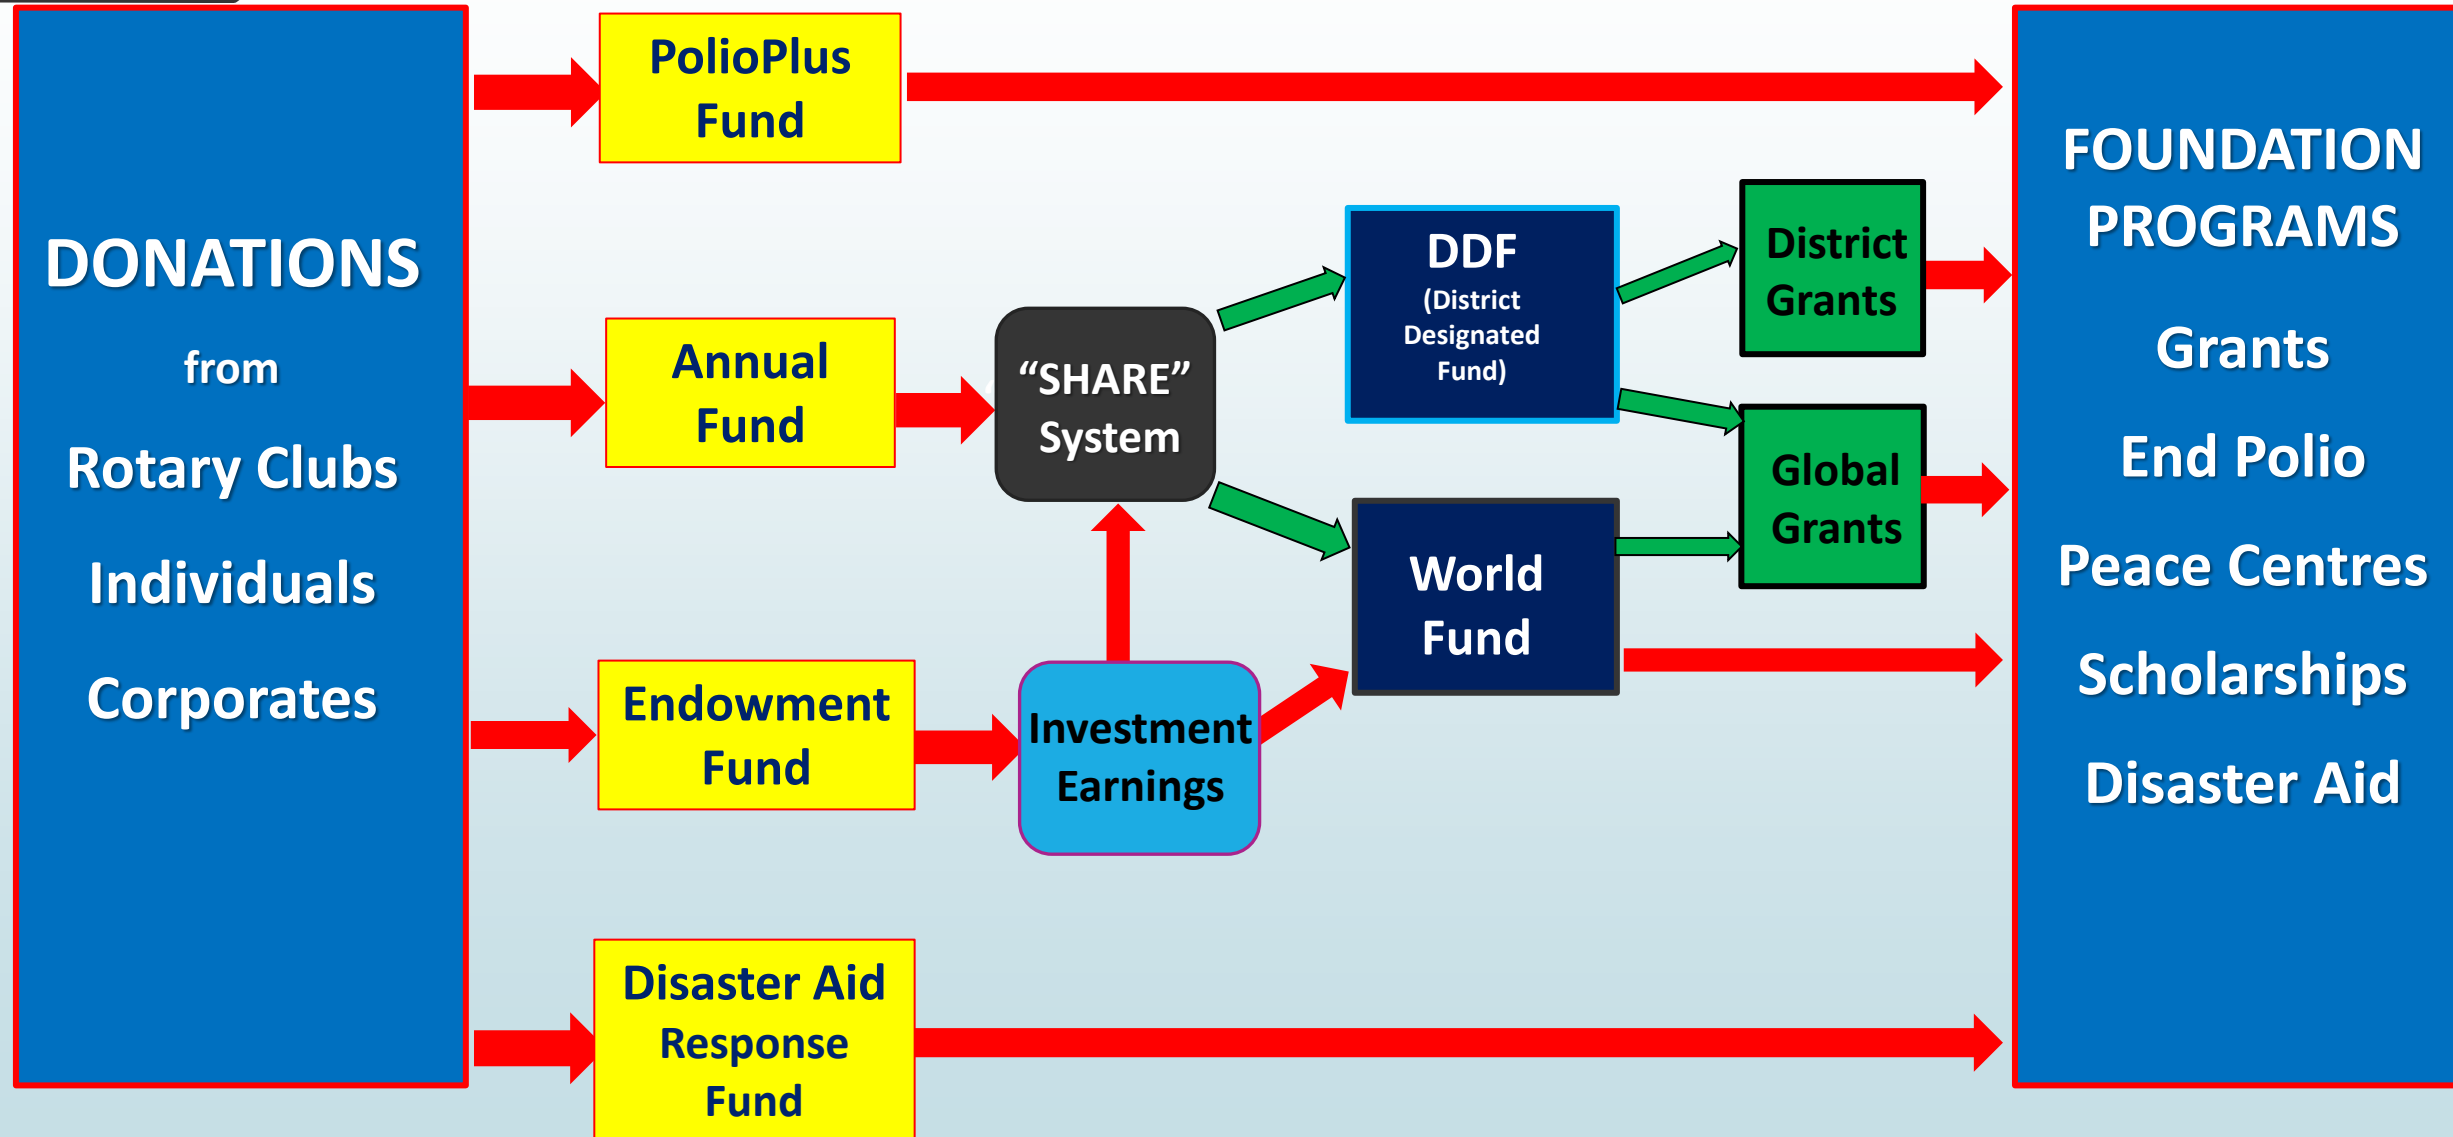 DONATIONS
from
Rotary Clubs
Individuals
Corporates
PolioPlus
Fund
Annual
Fund
Endowment
Fund
Disaster Aid
Response
Fund
“SHARE”
System
Investment
Earnings
DDF
(District
Designated
Fund)
World
Fund
District
Grants
Global
Grants
FOUNDATION
PROGRAMS
Grants
End Polio
Peace Centres
Scholarships
Disaster Aid